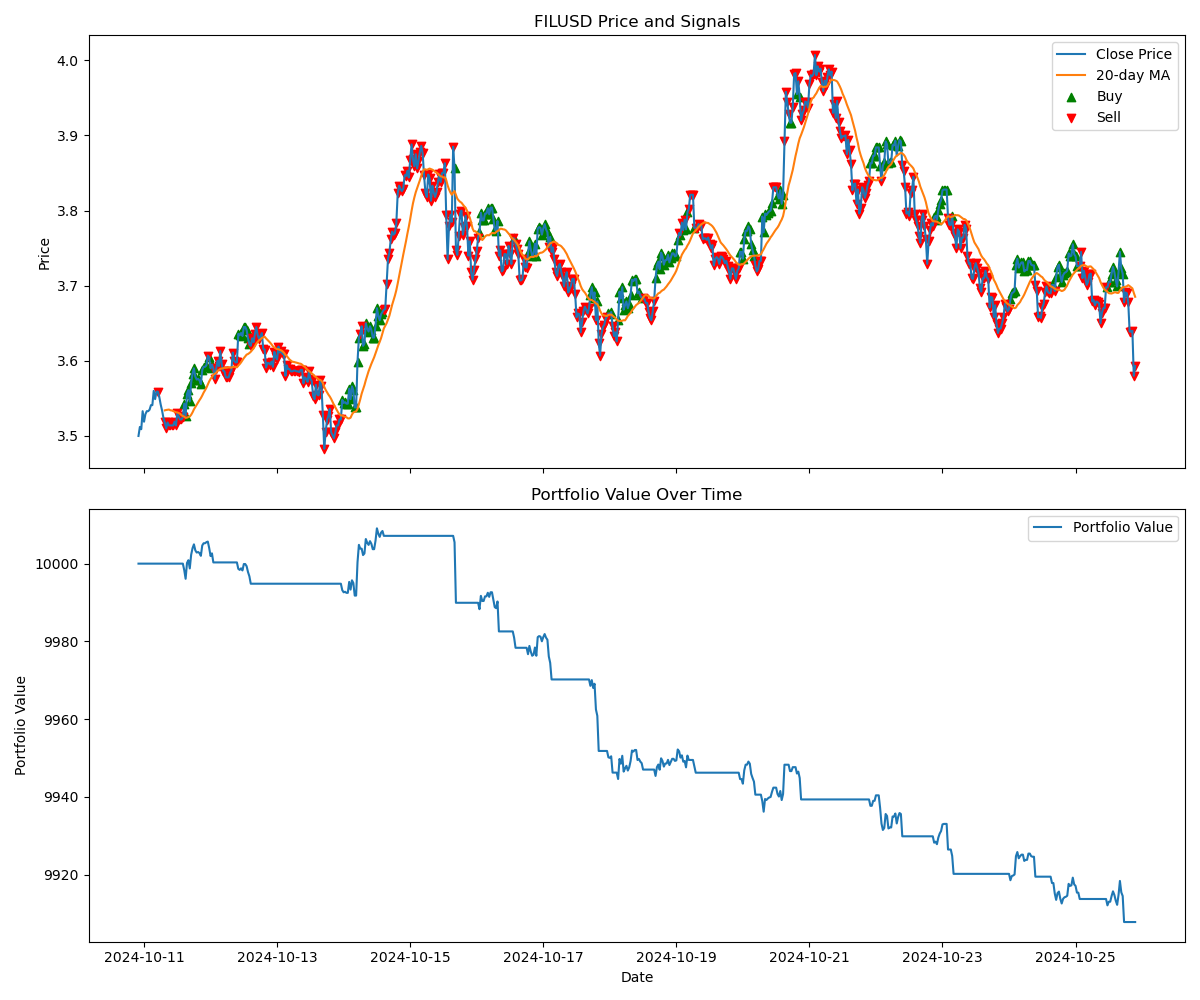 FILUSD Price and Signals
Price
4.0
3.9
3.8
3.7
3.6
3.5
Close Price
20-day MA
Buy
Sell
Portfolio Value Over Time
Portfolio Value
10000
9980
9960
9940
9920
Portfolio Value
2024-10-11 2024-10-13 2024-10-15 2024-10-17 2024-10-19 2024-10-21 2024-10-23 2024-10-25
Date